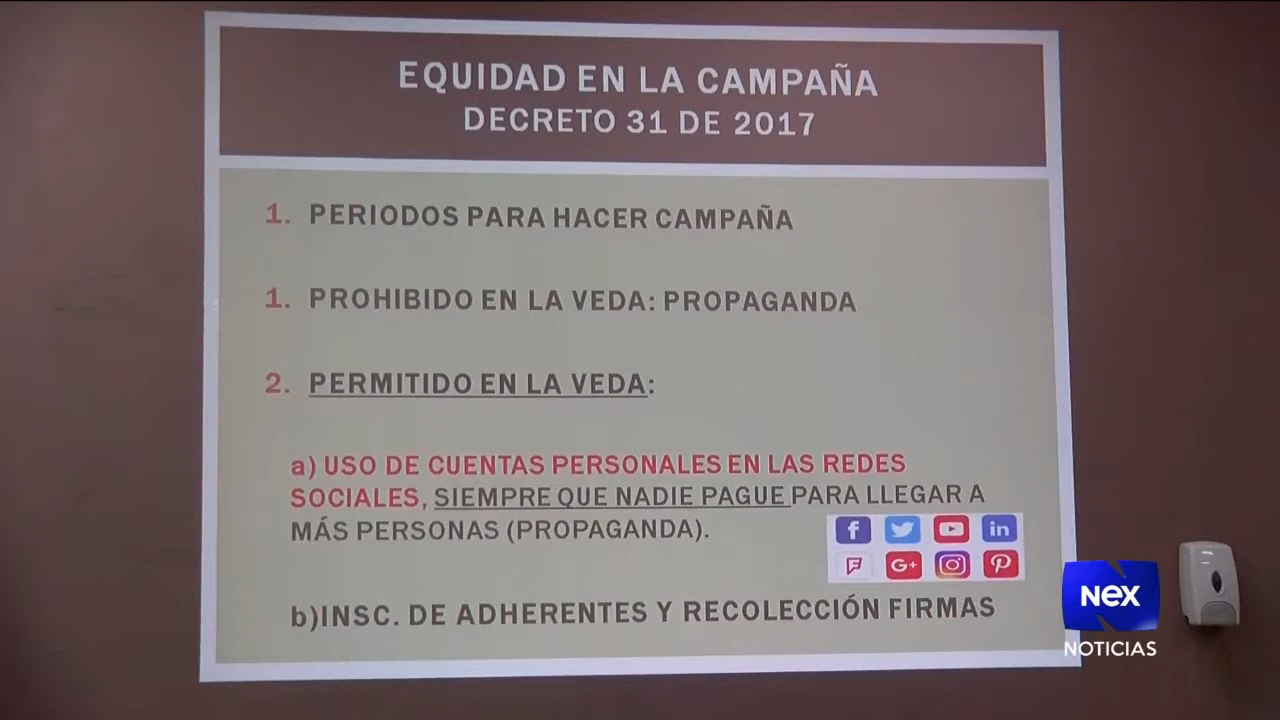 EQUIDAD EN LA CAMPAÑA
DECRETO 31 DE 2017
1. PERIODOS PARA HACER CAMPAÑA
1. PROHIBIDO EN LA VEDA: PROPAGANDA
2. PERMITIDO EN LA VEDA:
a) USO DE CUENTAS PERSONALES EN LAS REDES
SOCIALES, SIEMPRE QUE NADIE PAGUE PARA LLEGAR A
MÁS PERSONAS (PROPAGANDA).
f in
G+
b)INSC. DE ADHERENTES Y RECOLECCIÓN FIRMAS
Nex
NOTICIAS